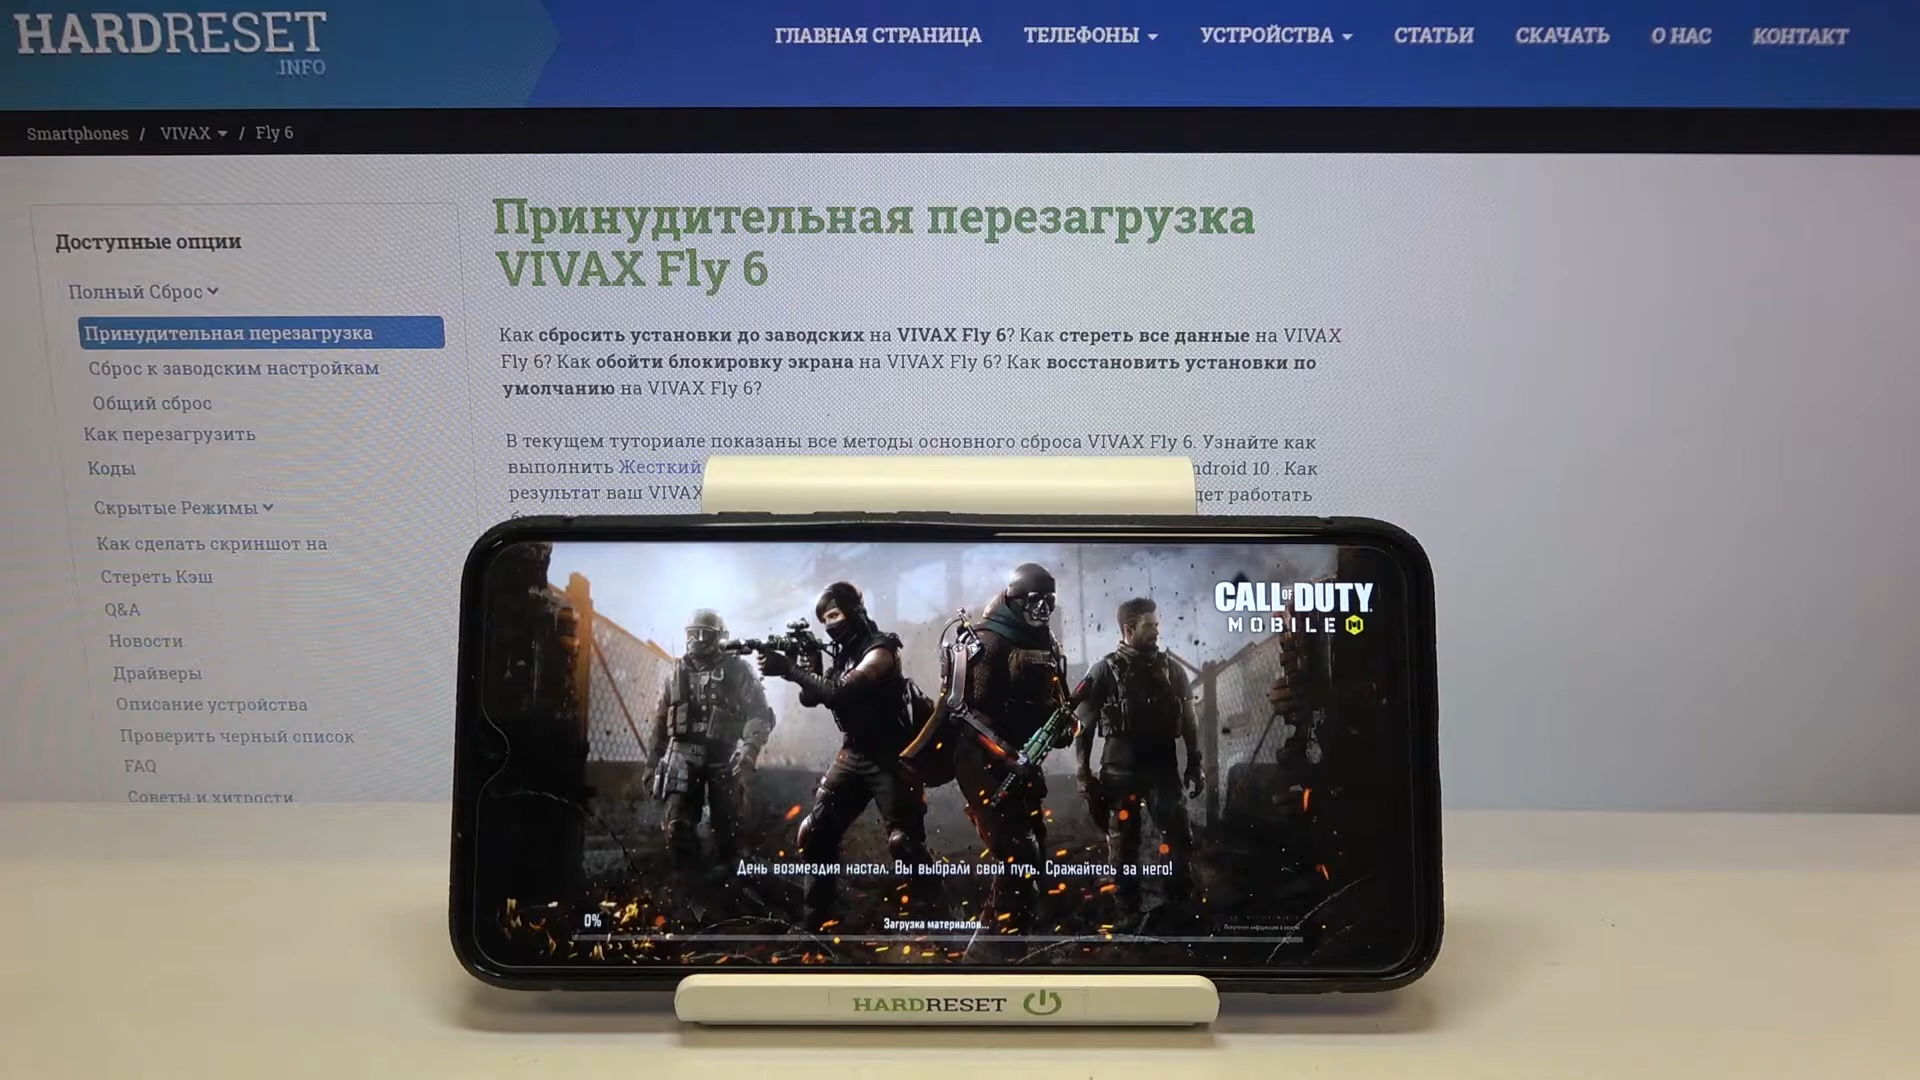 HARDRESET
.INFO
ГЛАВНАЯ СТРАНИЦА
ТЕЛЕФОНЫ
УСТРОЙСТВА
СТАТЬИ
СКАЧАТЬ
О НАС
КОНТАКТ
Smartphones / VIVAX / Fly 6
Доступные опции
Полный Сброс
Принудительная перезагрузка
Сброс к заводским настройкам
Общий сброс
Как перезагрузить
Коды
Скрытые Режимы
Как сделать скриншот на
Стереть Кэш
Q&A
Новости
Драйверы
Описание устройства
Проверить черный список
FAQ
Советы и хитрости
Принудительная перезагрузка
VIVAX Fly 6
Как сбросить установки до заводских на VIVAX Fly 6? Как стереть все данные на VIVAX
Fly 6? Как обойти блокировку экрана на VIVAX Fly 6? Как восстановить установки по
умолчанию на VIVAX Fly 6?
В текущем туториале показаны все методы основного сброса VIVAX Fly 6. Узнайте как
выполнить Жесткий ndroid 10 . Как
результат ваш VIVAX дет работать
CALL OF DUTY
MOBILE
День возмездия настал. Вы выбрали свой путь. Сражайтесь за него!
0%
Загрузка материалов...
HARDRESET